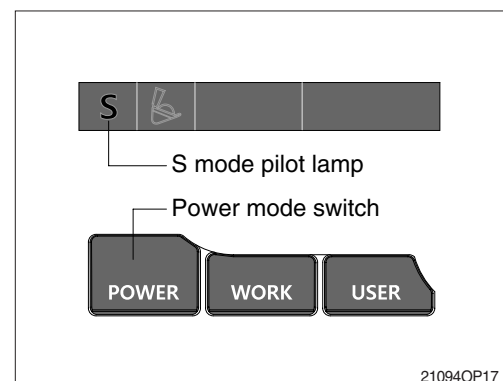 S
S mode pilot lamp
Power mode switch
POWER WORK USER
21094OP17